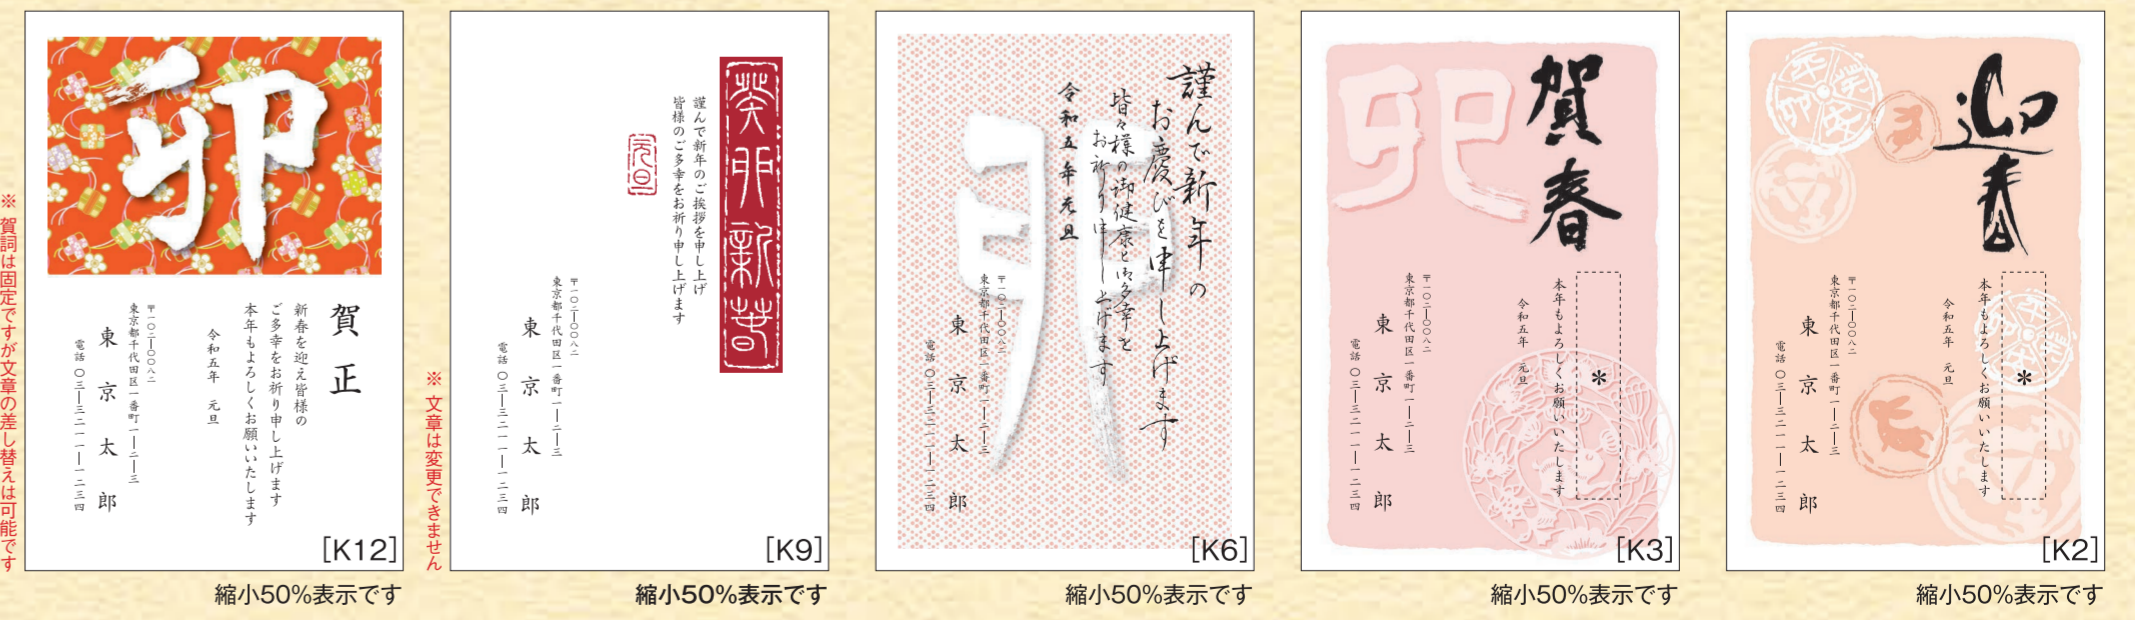 ※ 賀詞は固定ですが文章の差し替えは可能です
卯
賀正
新春を迎え皆様の
ご多幸をお祈り申し上げます
本年もよろしくお願いいたします
令和五年 元旦
〒一〇二―〇〇八二
東京都千代田区一番町一―二―三
東京太郎
電話 〇三―三二一一―一二三四
[K12]
縮小50%表示です
※ 文章は変更できません
癸卯新春
謹んで新年のご挨拶を申し上げ
皆様のご多幸をお祈り申し上げます
元旦
〒一〇二―〇〇八二
東京都千代田区一番町一―二―三
東京太郎
電話 〇三―三二一一―一二三四
[K9]
縮小50%表示です
謹んで新年の
お慶びを申し上げます
皆々様の御健康と御多幸を
お祈り申し上げます
令和五年元旦
卯
〒一〇二―〇〇八二
東京都千代田区一番町一―二―三
東京太郎
電話 〇三―三二一一―一二三四
[K6]
縮小50%表示です
賀春
卯
*
本年もよろしくお願いいたします
令和五年 元旦
〒一〇二―〇〇八二
東京都千代田区一番町一―二―三
東京太郎
電話 〇三―三二一一―一二三四
[K3]
縮小50%表示です
迎春
*
本年もよろしくお願いいたします
令和五年 元旦
〒一〇二―〇〇八二
東京都千代田区一番町一―二―三
東京太郎
電話 〇三―三二一一―一二三四
[K2]
縮小50%表示です